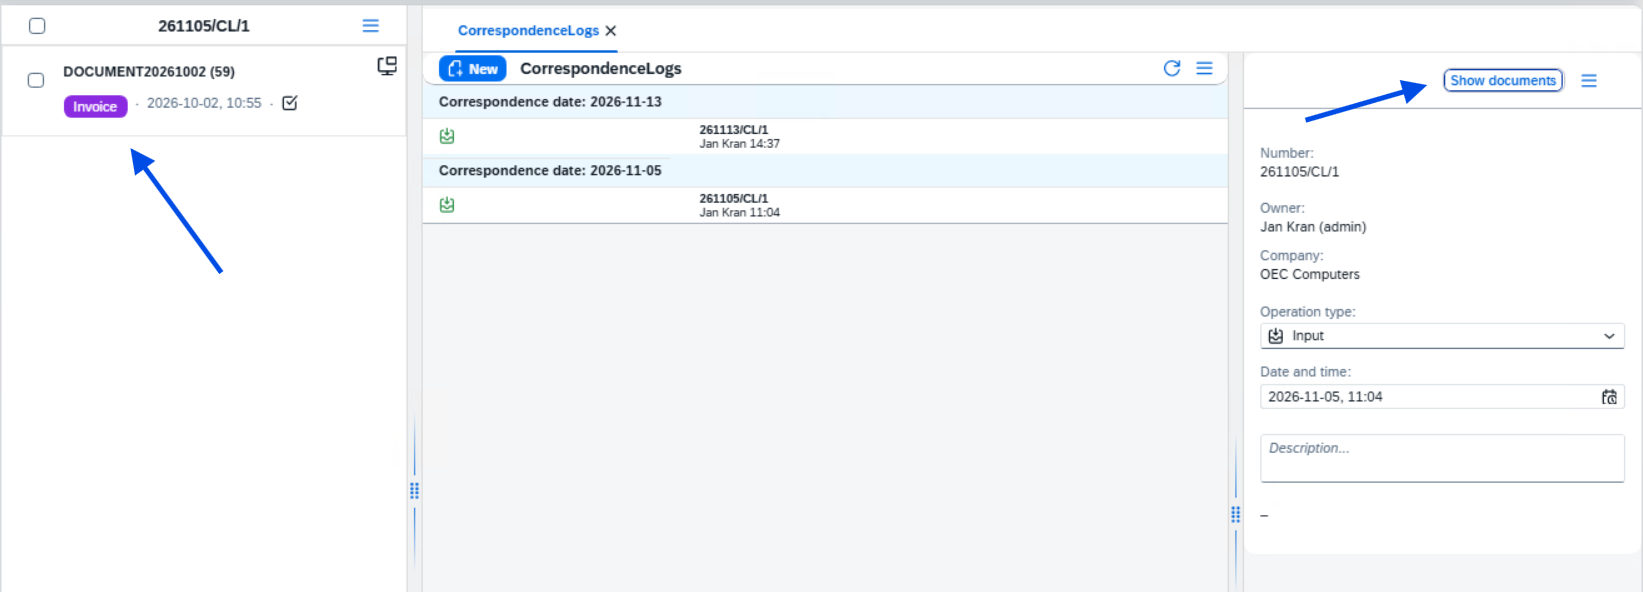 261105/CL/1
DOCUMENT20261002 (59)
Invoice · 2026-10-02, 10:55 ·
CorrespondenceLogs
New CorrespondenceLogs
Correspondence date: 2026-11-13
261113/CL/1
Jan Kran 14:37
Correspondence date: 2026-11-05
261105/CL/1
Jan Kran 11:04
Show documents
Number:
261105/CL/1
Owner:
Jan Kran (admin)
Company:
OEC Computers
Operation type:
Input
Date and time:
2026-11-05, 11:04
Description...
–